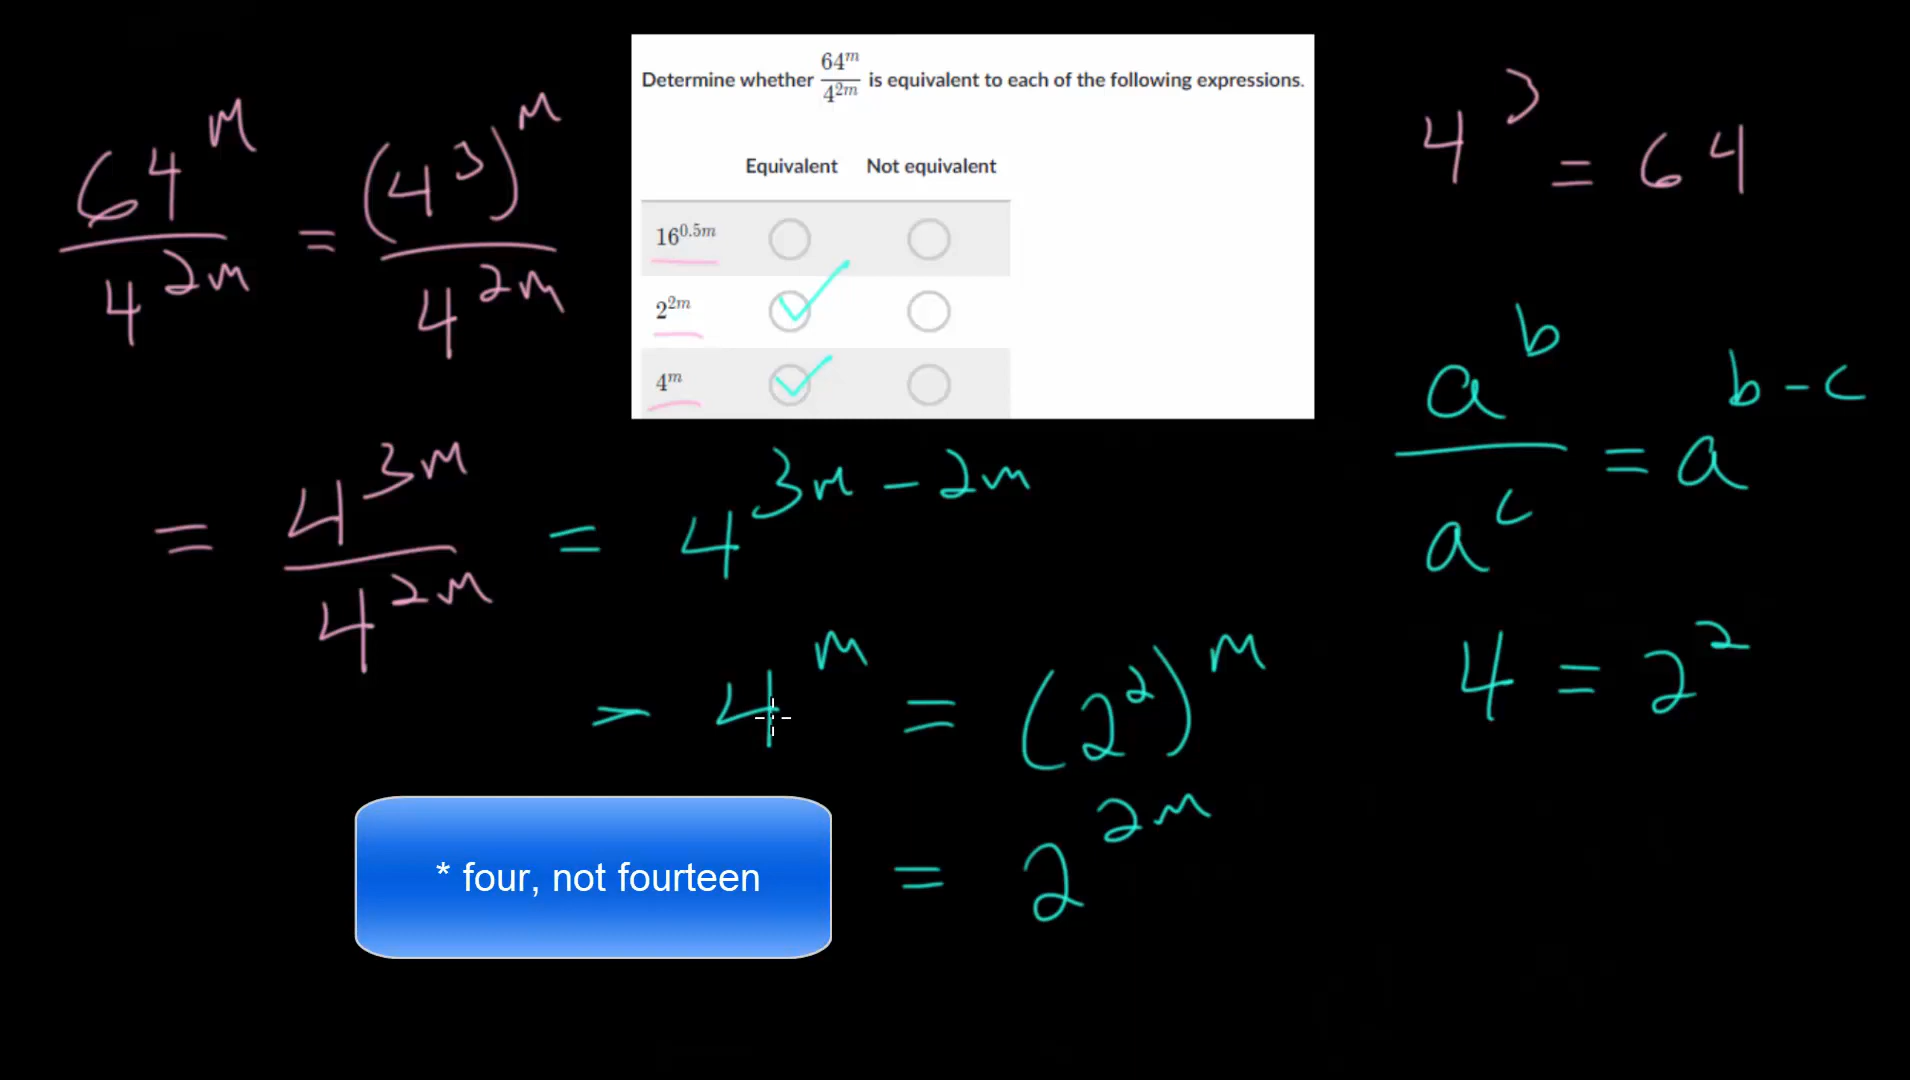 Determine whether 64^m/4^{2m} is equivalent to each of the following expressions.
Equivalent Not equivalent
16^{0.5m}
2^{2m}
4^m
64^m/4^{2m} = (4^3)^m/4^{2m}
4^3 = 64
a^b/a^c = a^{b-c}
= 4^{3m}/4^{2m} = 4^{3m-2m}
= 4^m = (2^2)^m
4 = 2^2
= 2^{2m}
* four, not fourteen